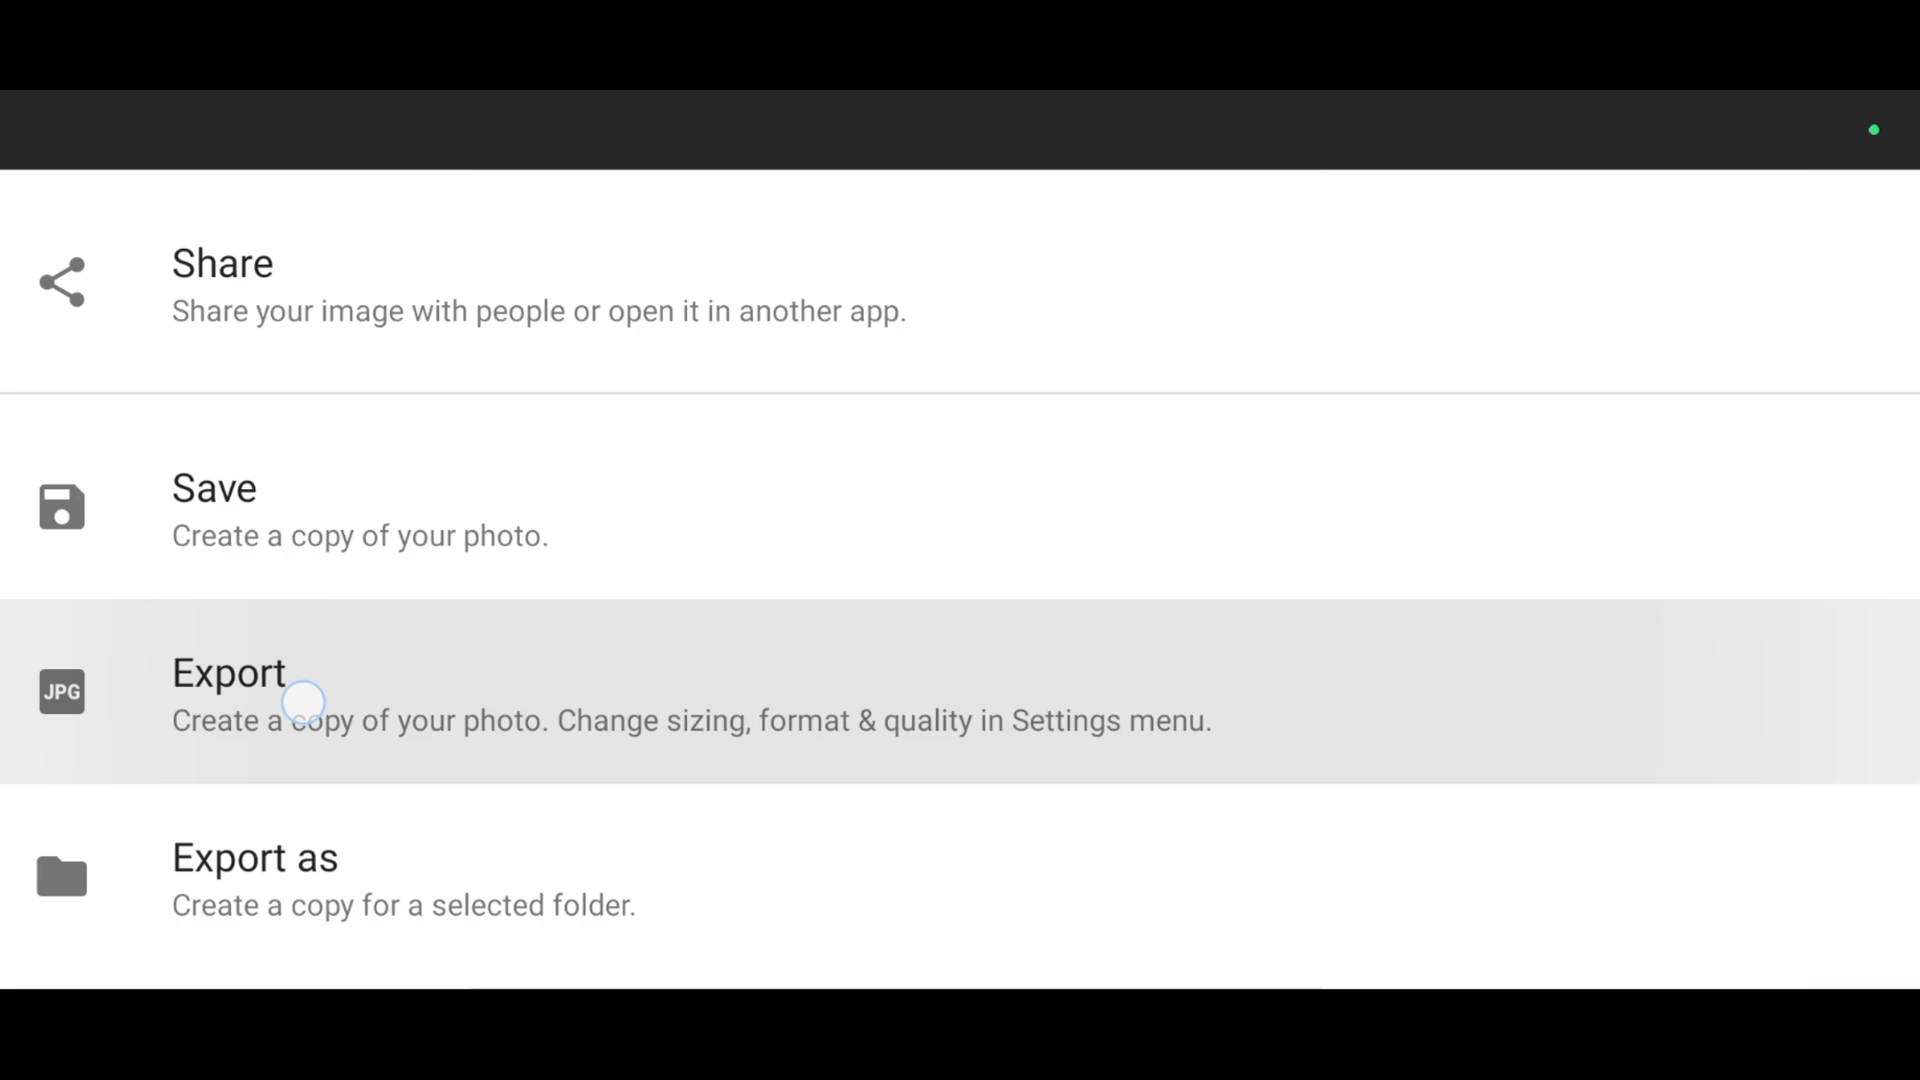 Share
Share your image with people or open it in another app.
Save
Create a copy of your photo.
JPG
Export
Create a copy of your photo. Change sizing, format & quality in Settings menu.
Export as
Create a copy for a selected folder.